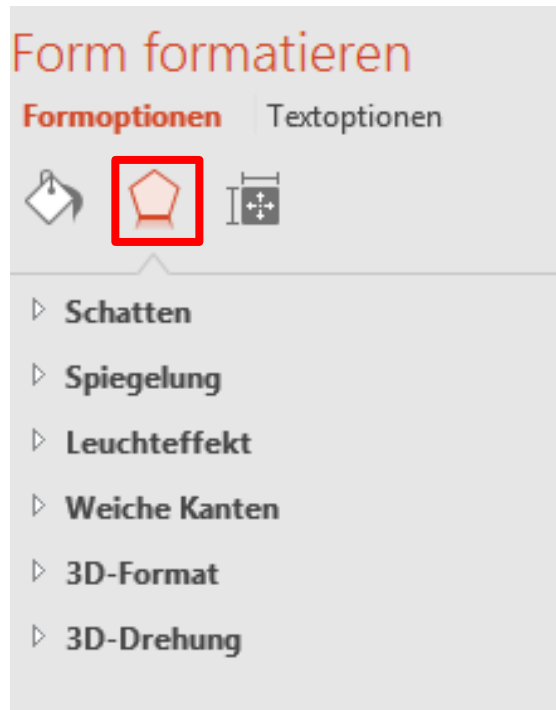 Form formatieren
Formoptionen Textoptionen
Schatten
Spiegelung
Leuchteffekt
Weiche Kanten
3D-Format
3D-Drehung